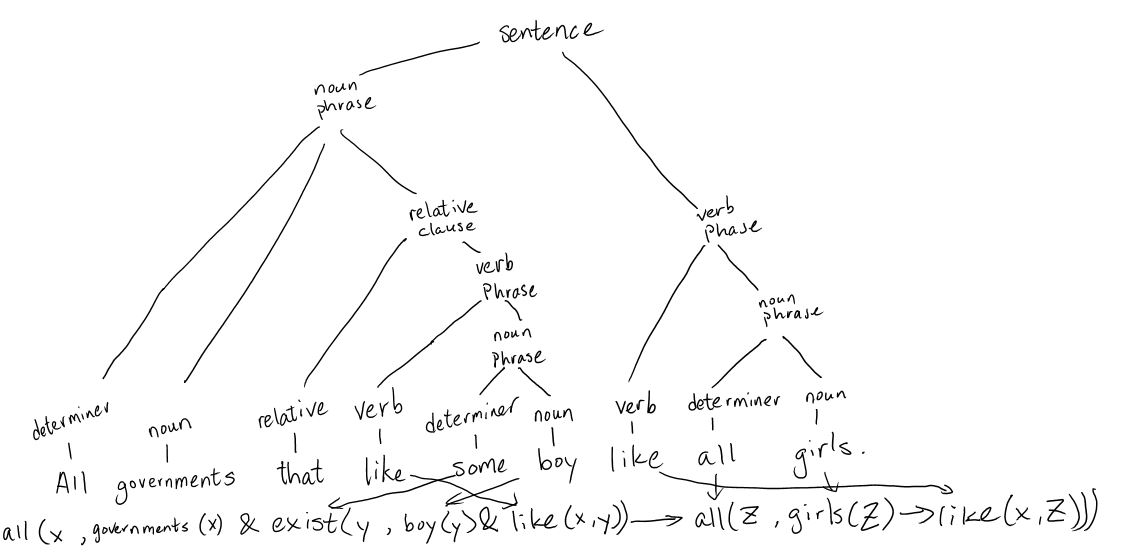 sentence
noun
phrase
relative
clause
verb
Phase
verb
Phrase
noun
phrase
noun
Phrase
determiner noun relative verb determiner noun verb determiner noun
All governments that like some boy like all girls.
all (x , governments (x) & exist(y , boy(y) & like(x,y)) → all(Z , girls(Z) → like(x,Z)))